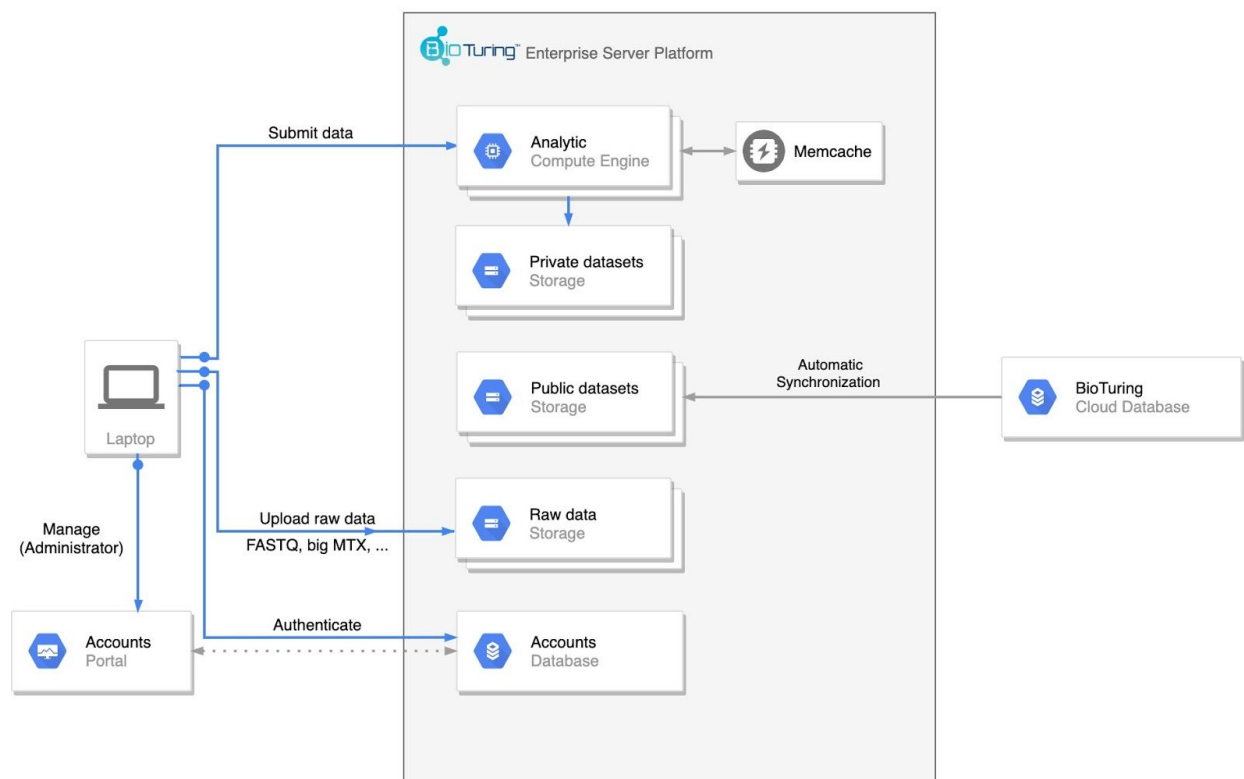 BioTuring™ Enterprise Server Platform
Submit data
Analytic
Compute Engine
Memcache
Private datasets
Storage
Laptop
Public datasets
Storage
Automatic
Synchronization
BioTuring
Cloud Database
Manage
(Administrator)
Upload raw data
FASTQ, big MTX, ...
Raw data
Storage
Accounts
Portal
Authenticate
Accounts
Database